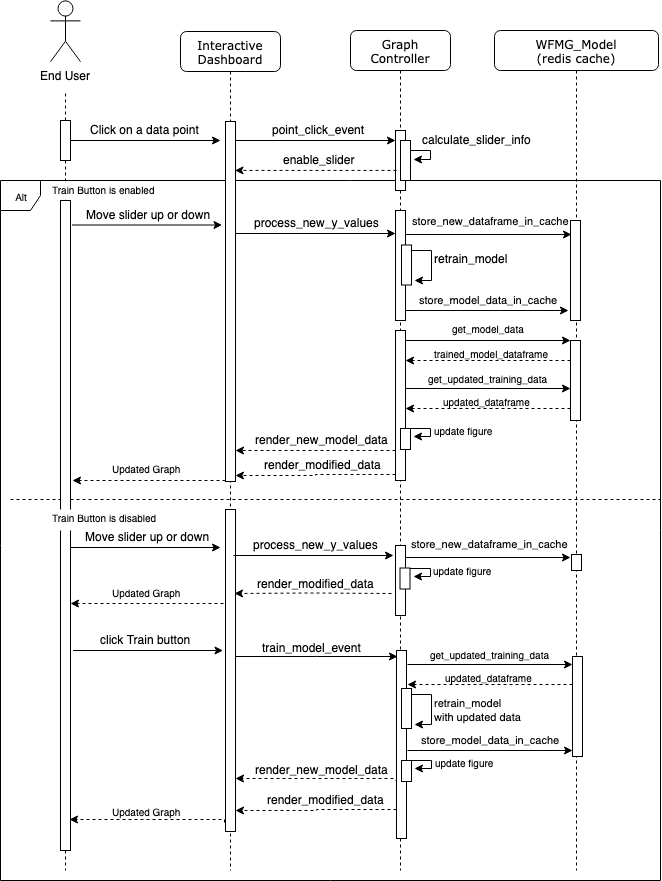 End User
Interactive
Dashboard
Graph
Controller
WFMG_Model
(redis cache)
Click on a data point
point_click_event
calculate_slider_info
enable_slider
Alt
Train Button is enabled
Move slider up or down
process_new_y_values
store_new_dataframe_in_cache
retrain_model
store_model_data_in_cache
get_model_data
trained_model_dataframe
get_updated_training_data
updated_dataframe
update figure
render_new_model_data
render_modified_data
Updated Graph
Train Button is disabled
Move slider up or down
process_new_y_values
store_new_dataframe_in_cache
update figure
render_modified_data
Updated Graph
click Train button
train_model_event
get_updated_training_data
updated_dataframe
retrain_model
with updated data
store_model_data_in_cache
update figure
render_new_model_data
render_modified_data
Updated Graph